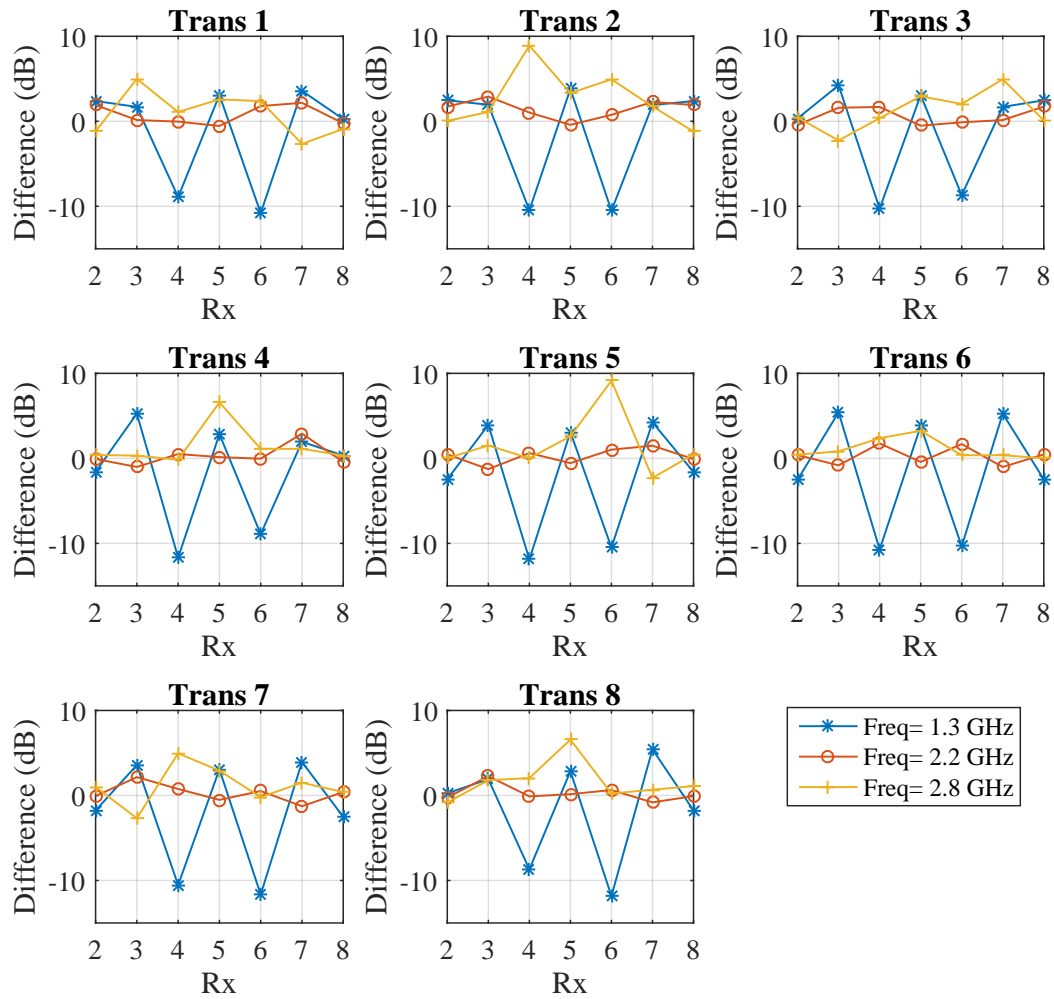 Trans 1
Difference (dB)
10
0
-10
2 3 4 5 6 7 8
Rx
Trans 2
Difference (dB)
10
0
-10
2 3 4 5 6 7 8
Rx
Trans 3
Difference (dB)
10
0
-10
2 3 4 5 6 7 8
Rx
Trans 4
Difference (dB)
10
0
-10
2 3 4 5 6 7 8
Rx
Trans 5
Difference (dB)
10
0
-10
2 3 4 5 6 7 8
Rx
Trans 6
Difference (dB)
10
0
-10
2 3 4 5 6 7 8
Rx
Trans 7
Difference (dB)
10
0
-10
2 3 4 5 6 7 8
Rx
Trans 8
Difference (dB)
10
0
-10
2 3 4 5 6 7 8
Rx
Freq= 1.3 GHz
Freq= 2.2 GHz
Freq= 2.8 GHz